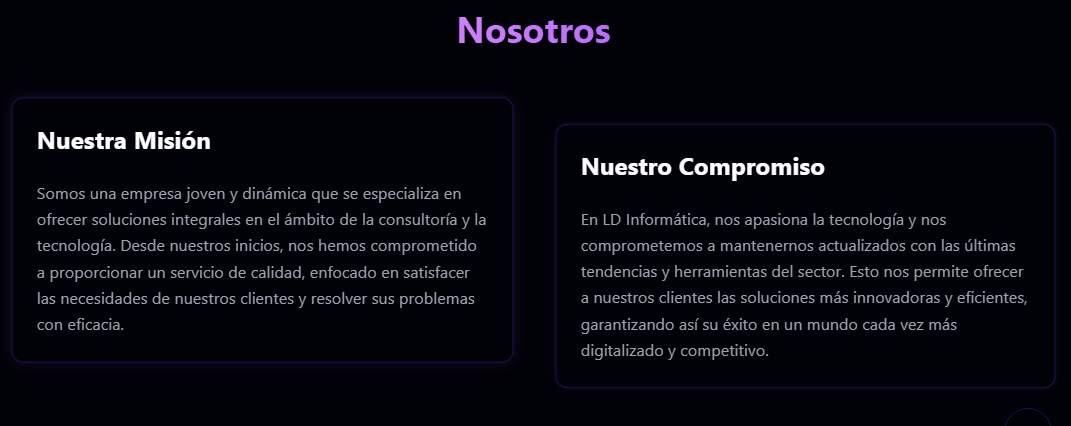 Nosotros
Nuestra Misión
Somos una empresa joven y dinámica que se especializa en
ofrecer soluciones integrales en el ámbito de la consultoría y la
tecnología. Desde nuestros inicios, nos hemos comprometido
a proporcionar un servicio de calidad, enfocado en satisfacer
las necesidades de nuestros clientes y resolver sus problemas
con eficacia.
Nuestro Compromiso
En LD Informática, nos apasiona la tecnología y nos
comprometemos a mantenernos actualizados con las últimas
tendencias y herramientas del sector. Esto nos permite ofrecer
a nuestros clientes las soluciones más innovadoras y eficientes,
garantizando así su éxito en un mundo cada vez más
digitalizado y competitivo.